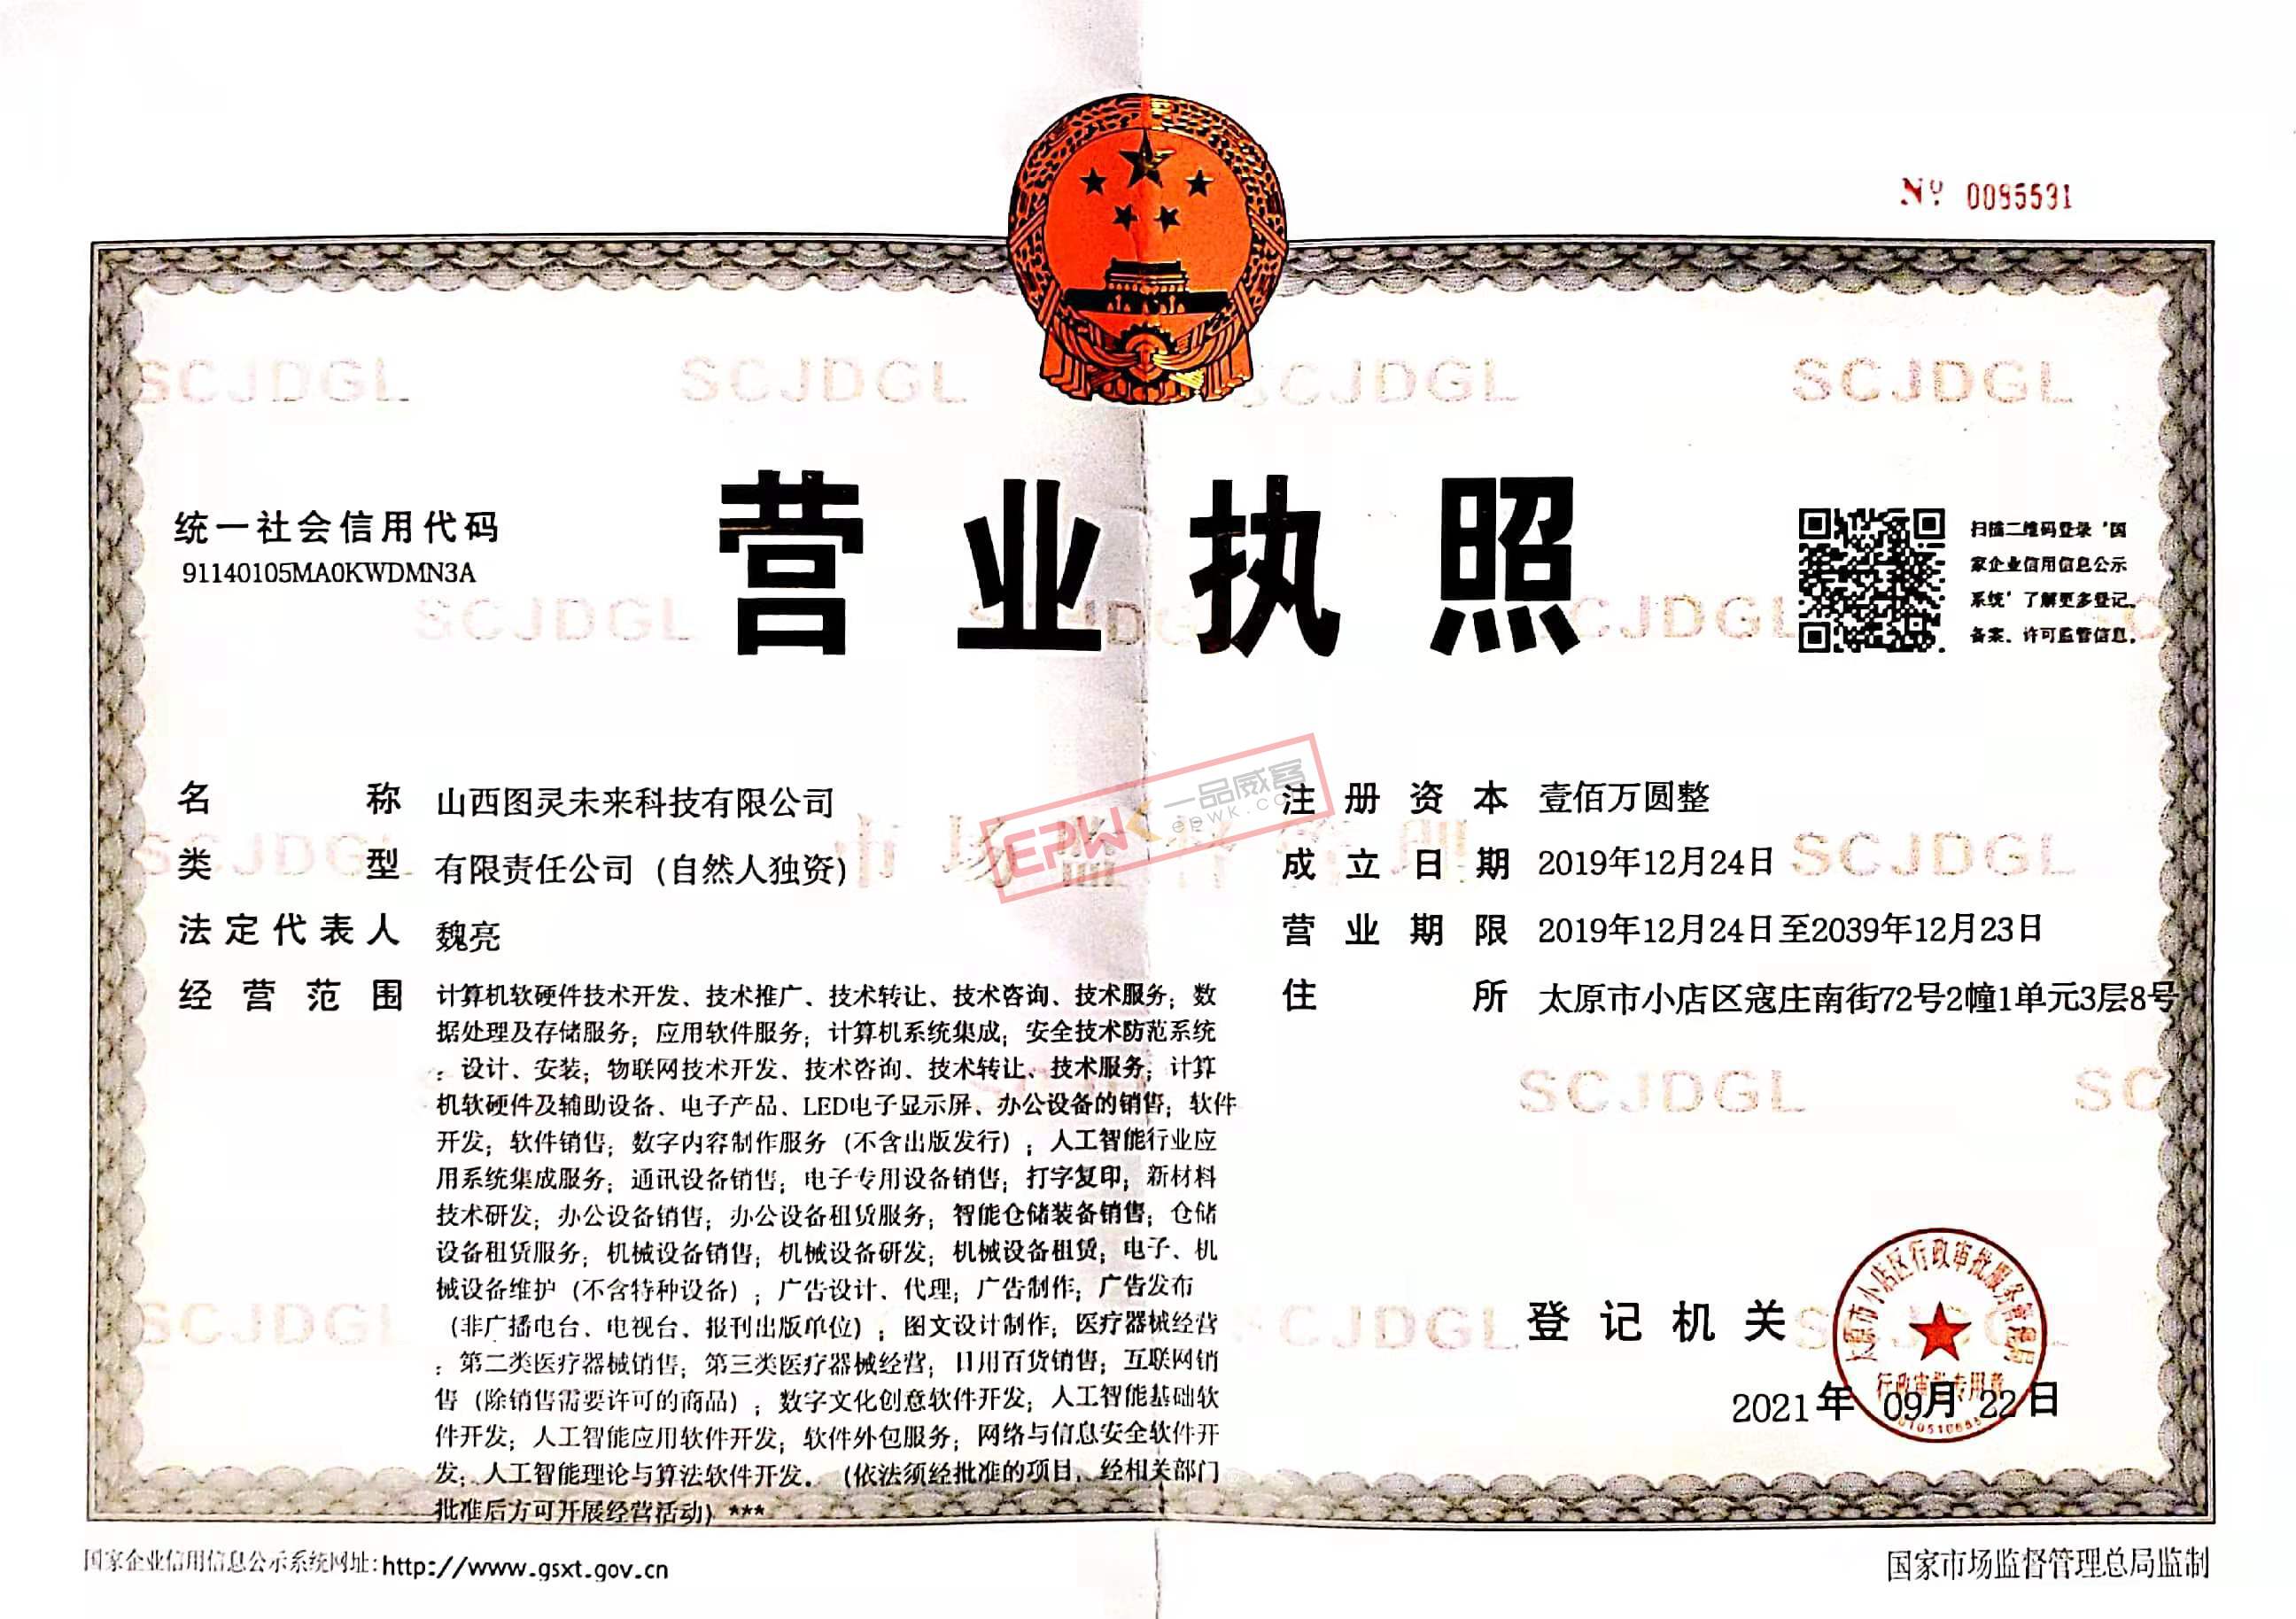 № 0085531
SCJDGL SCJDGL SCJDGL SCJDGL
营业执照
统一社会信用代码
91140105MA0KWDMN3A
扫描二维码登录'国
家企业信用信息公示
系统'了解更多登记、
备案、许可监管信息。
名称 山西图灵未来科技有限公司
类型 有限责任公司（自然人独资）
法定代表人 魏亮
经营范围 计算机软硬件技术开发、技术推广、技术转让、技术咨询、技术服务；数
据处理及存储服务；应用软件服务；计算机系统集成；安全技术防范系统
：设计、安装；物联网技术开发、技术咨询、技术转让、技术服务；计算
机软硬件及辅助设备、电子产品、LED电子显示屏、办公设备的销售；软件
开发；软件销售；数字内容制作服务（不含出版发行）；人工智能行业应
用系统集成服务；通讯设备销售；电子专用设备销售；打字复印；新材料
技术研发；办公设备销售；办公设备租赁服务；智能仓储装备销售；仓储
设备租赁服务；机械设备销售；机械设备研发；机械设备租赁；电子、机
械设备维护（不含特种设备）；广告设计、代理；广告制作；广告发布
（非广播电台、电视台、报刊出版单位）；图文设计制作；医疗器械经营
：第二类医疗器械销售；第三类医疗器械经营；日用百货销售；互联网销
售（除销售需要许可的商品）；数字文化创意软件开发；人工智能基础软
件开发；人工智能应用软件开发；软件外包服务；网络与信息安全软件开
发；人工智能理论与算法软件开发。（依法须经批准的项目，经相关部门
批准后方可开展经营活动）***
注册资本 壹佰万圆整
成立日期 2019年12月24日
营业期限 2019年12月24日至2039年12月23日
住所 太原市小店区寇庄南街72号2幢1单元3层8号
EPWK 一品威客
epwk.com
登记机关
太原市小店区行政审批服务管理局
行政审批专用章
2021年 09月 22日
国家企业信用信息公示系统网址:http://www.gsxt.gov.cn
国家市场监督管理总局监制